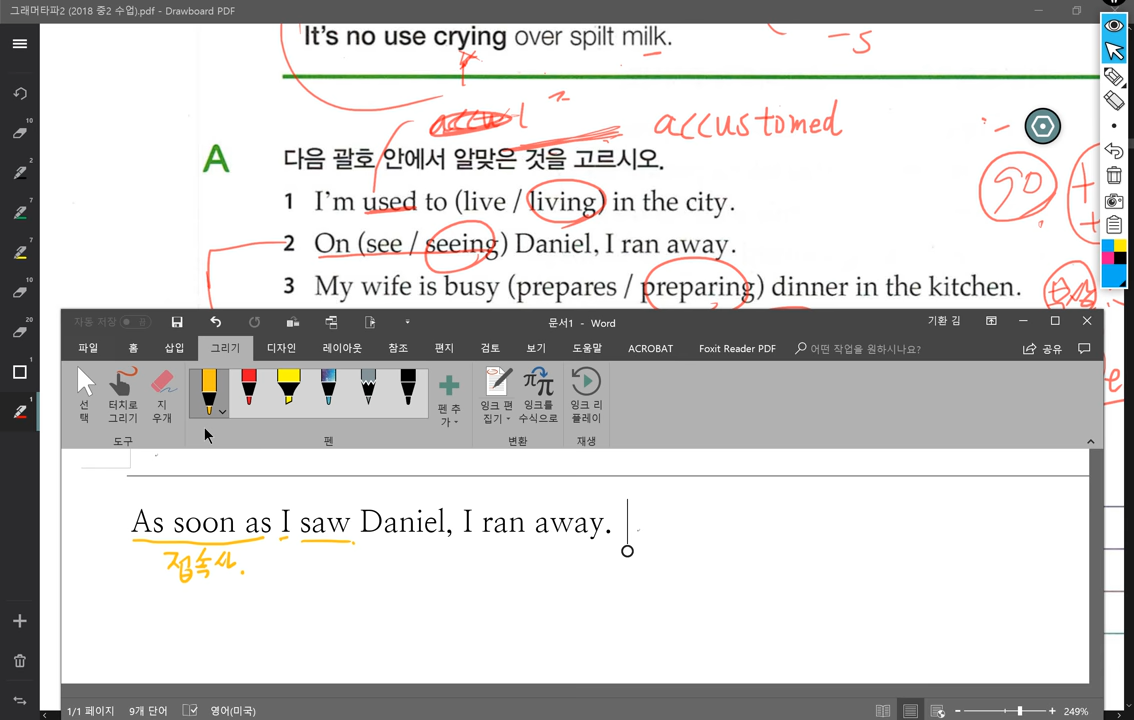 그래머타파2 (2018 중2 수업).pdf - Drawboard PDF
It's no use crying over spilt milk.
-s
accustomed
A
다음 괄호 안에서 알맞은 것을 고르시오.
go
1 I'm used to (live / living) in the city.
2 On (see / seeing) Daniel, I ran away.
3 My wife is busy (prepares / preparing) dinner in the kitchen.
10
2
7
7
10
20
1
1
자동 저장
문서1 - Word
기환 김
파일 홈 삽입 그리기 디자인 레이아웃 참조 편지 검토 보기 도움말 ACROBAT Foxit Reader PDF 어떤 작업을 원하시나요? 공유
선택
터치로 그리기
지우개
펜 추가
잉크 편집기
잉크를 수식으로
잉크 리플레이
도구 펜 변환 재생
As soon as I saw Daniel, I ran away.
접속사.
1/1 페이지 9개 단어 영어(미국) 249%